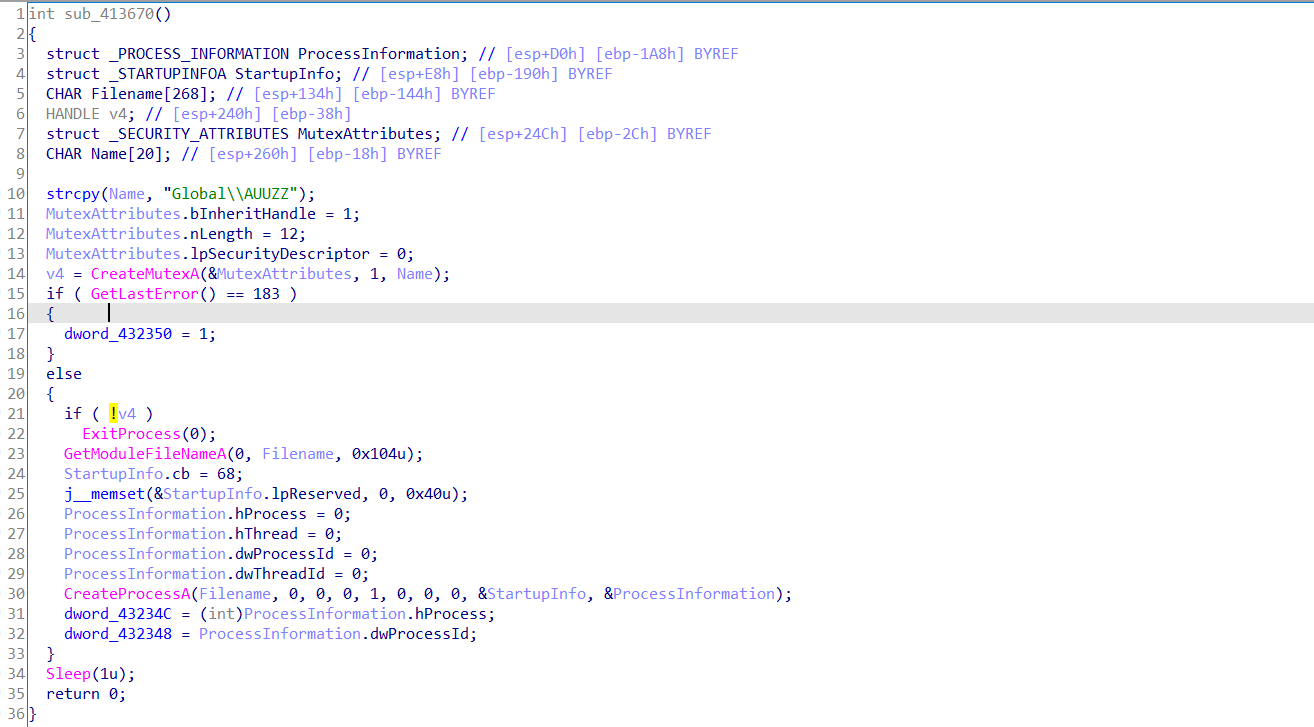 1 int sub_413670()
2 {
3 struct _PROCESS_INFORMATION ProcessInformation; // [esp+D0h] [ebp-1A8h] BYREF
4 struct _STARTUPINFOA StartupInfo; // [esp+E8h] [ebp-190h] BYREF
5 CHAR Filename[268]; // [esp+134h] [ebp-144h] BYREF
6 HANDLE v4; // [esp+240h] [ebp-38h]
7 struct _SECURITY_ATTRIBUTES MutexAttributes; // [esp+24Ch] [ebp-2Ch] BYREF
8 CHAR Name[20]; // [esp+260h] [ebp-18h] BYREF
9
10 strcpy(Name, "Global\\AUUZZ");
11 MutexAttributes.bInheritHandle = 1;
12 MutexAttributes.nLength = 12;
13 MutexAttributes.lpSecurityDescriptor = 0;
14 v4 = CreateMutexA(&MutexAttributes, 1, Name);
15 if ( GetLastError() == 183 )
16 {
17 dword_432350 = 1;
18 }
19 else
20 {
21 if ( !v4 )
22 ExitProcess(0);
23 GetModuleFileNameA(0, Filename, 0x104u);
24 StartupInfo.cb = 68;
25 j__memset(&StartupInfo.lpReserved, 0, 0x40u);
26 ProcessInformation.hProcess = 0;
27 ProcessInformation.hThread = 0;
28 ProcessInformation.dwProcessId = 0;
29 ProcessInformation.dwThreadId = 0;
30 CreateProcessA(Filename, 0, 0, 0, 1, 0, 0, 0, &StartupInfo, &ProcessInformation);
31 dword_43234C = (int)ProcessInformation.hProcess;
32 dword_432348 = ProcessInformation.dwProcessId;
33 }
34 Sleep(1u);
35 return 0;
36 }